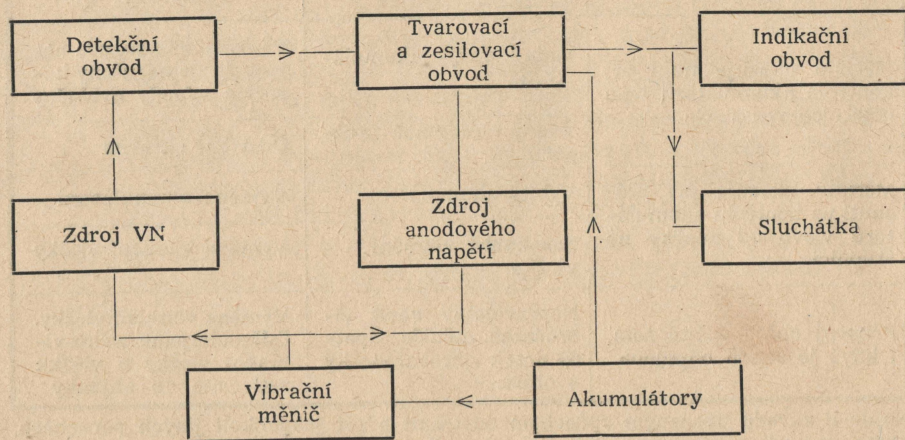 Detekční
obvod
Tvarovací
a zesilovací
obvod
Indikační
obvod
Zdroj VN
Zdroj
anodového
napětí
Sluchátka
Vibrační
měnič
Akumulátory